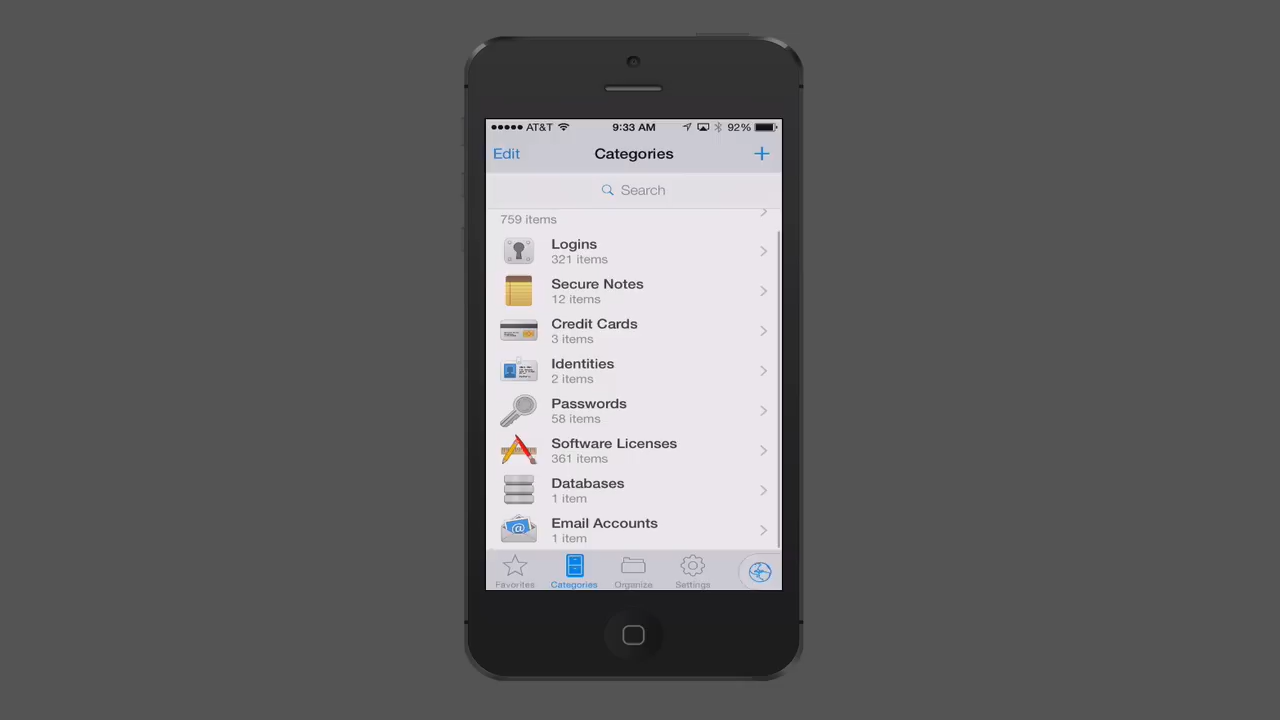 AT&T 9:33 AM 92%
Edit Categories +
Search
759 items
Logins
321 items
Secure Notes
12 items
Credit Cards
3 items
Identities
2 items
Passwords
58 items
Software Licenses
361 items
Databases
1 item
Email Accounts
1 item
Favorites Categories Organize Settings